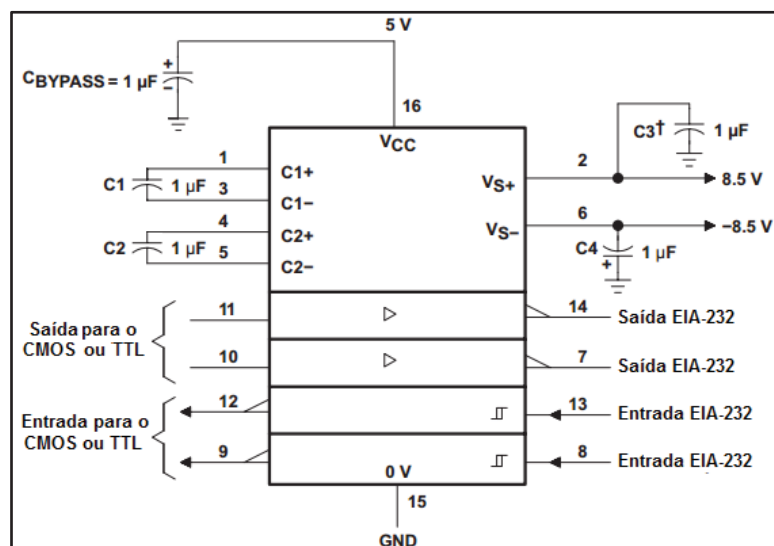 5 V
CBYPASS = 1 µF
+
−
16
VCC
C3†
1 µF
1
C1+
C1
1 µF
3
C1−
2
VS+
8.5 V
4
C2+
C2
1 µF
5
C2−
6
VS−
−8.5 V
C4
+
1 µF
Saída para o
CMOS ou TTL
11
14
Saída EIA-232
10
7
Saída EIA-232
Entrada para o
CMOS ou TTL
12
13
Entrada EIA-232
9
8
Entrada EIA-232
0 V
15
GND